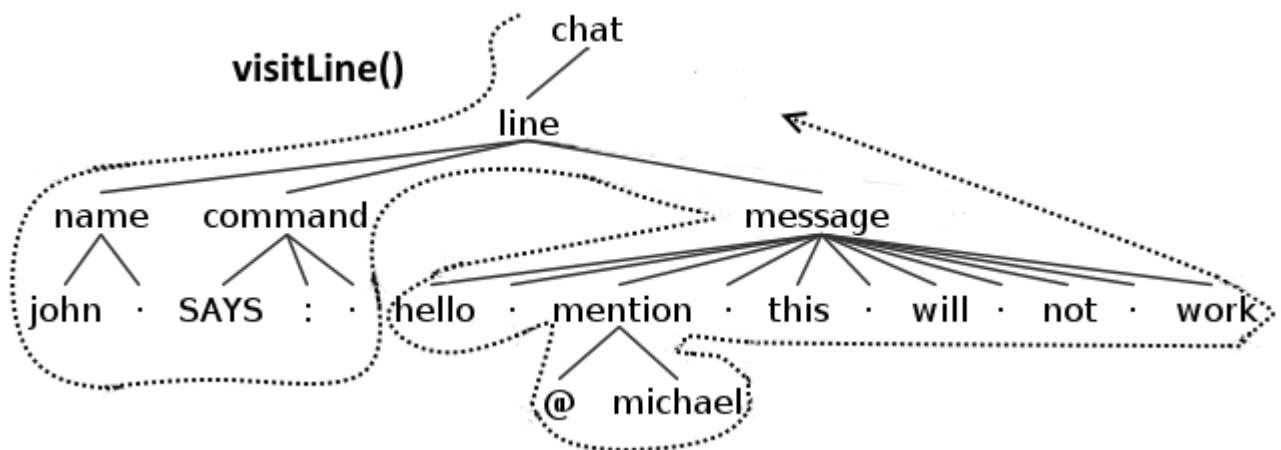 chat
visitLine()
line
name command message
john · SAYS : · hello · mention · this · will · not · work
@ michael